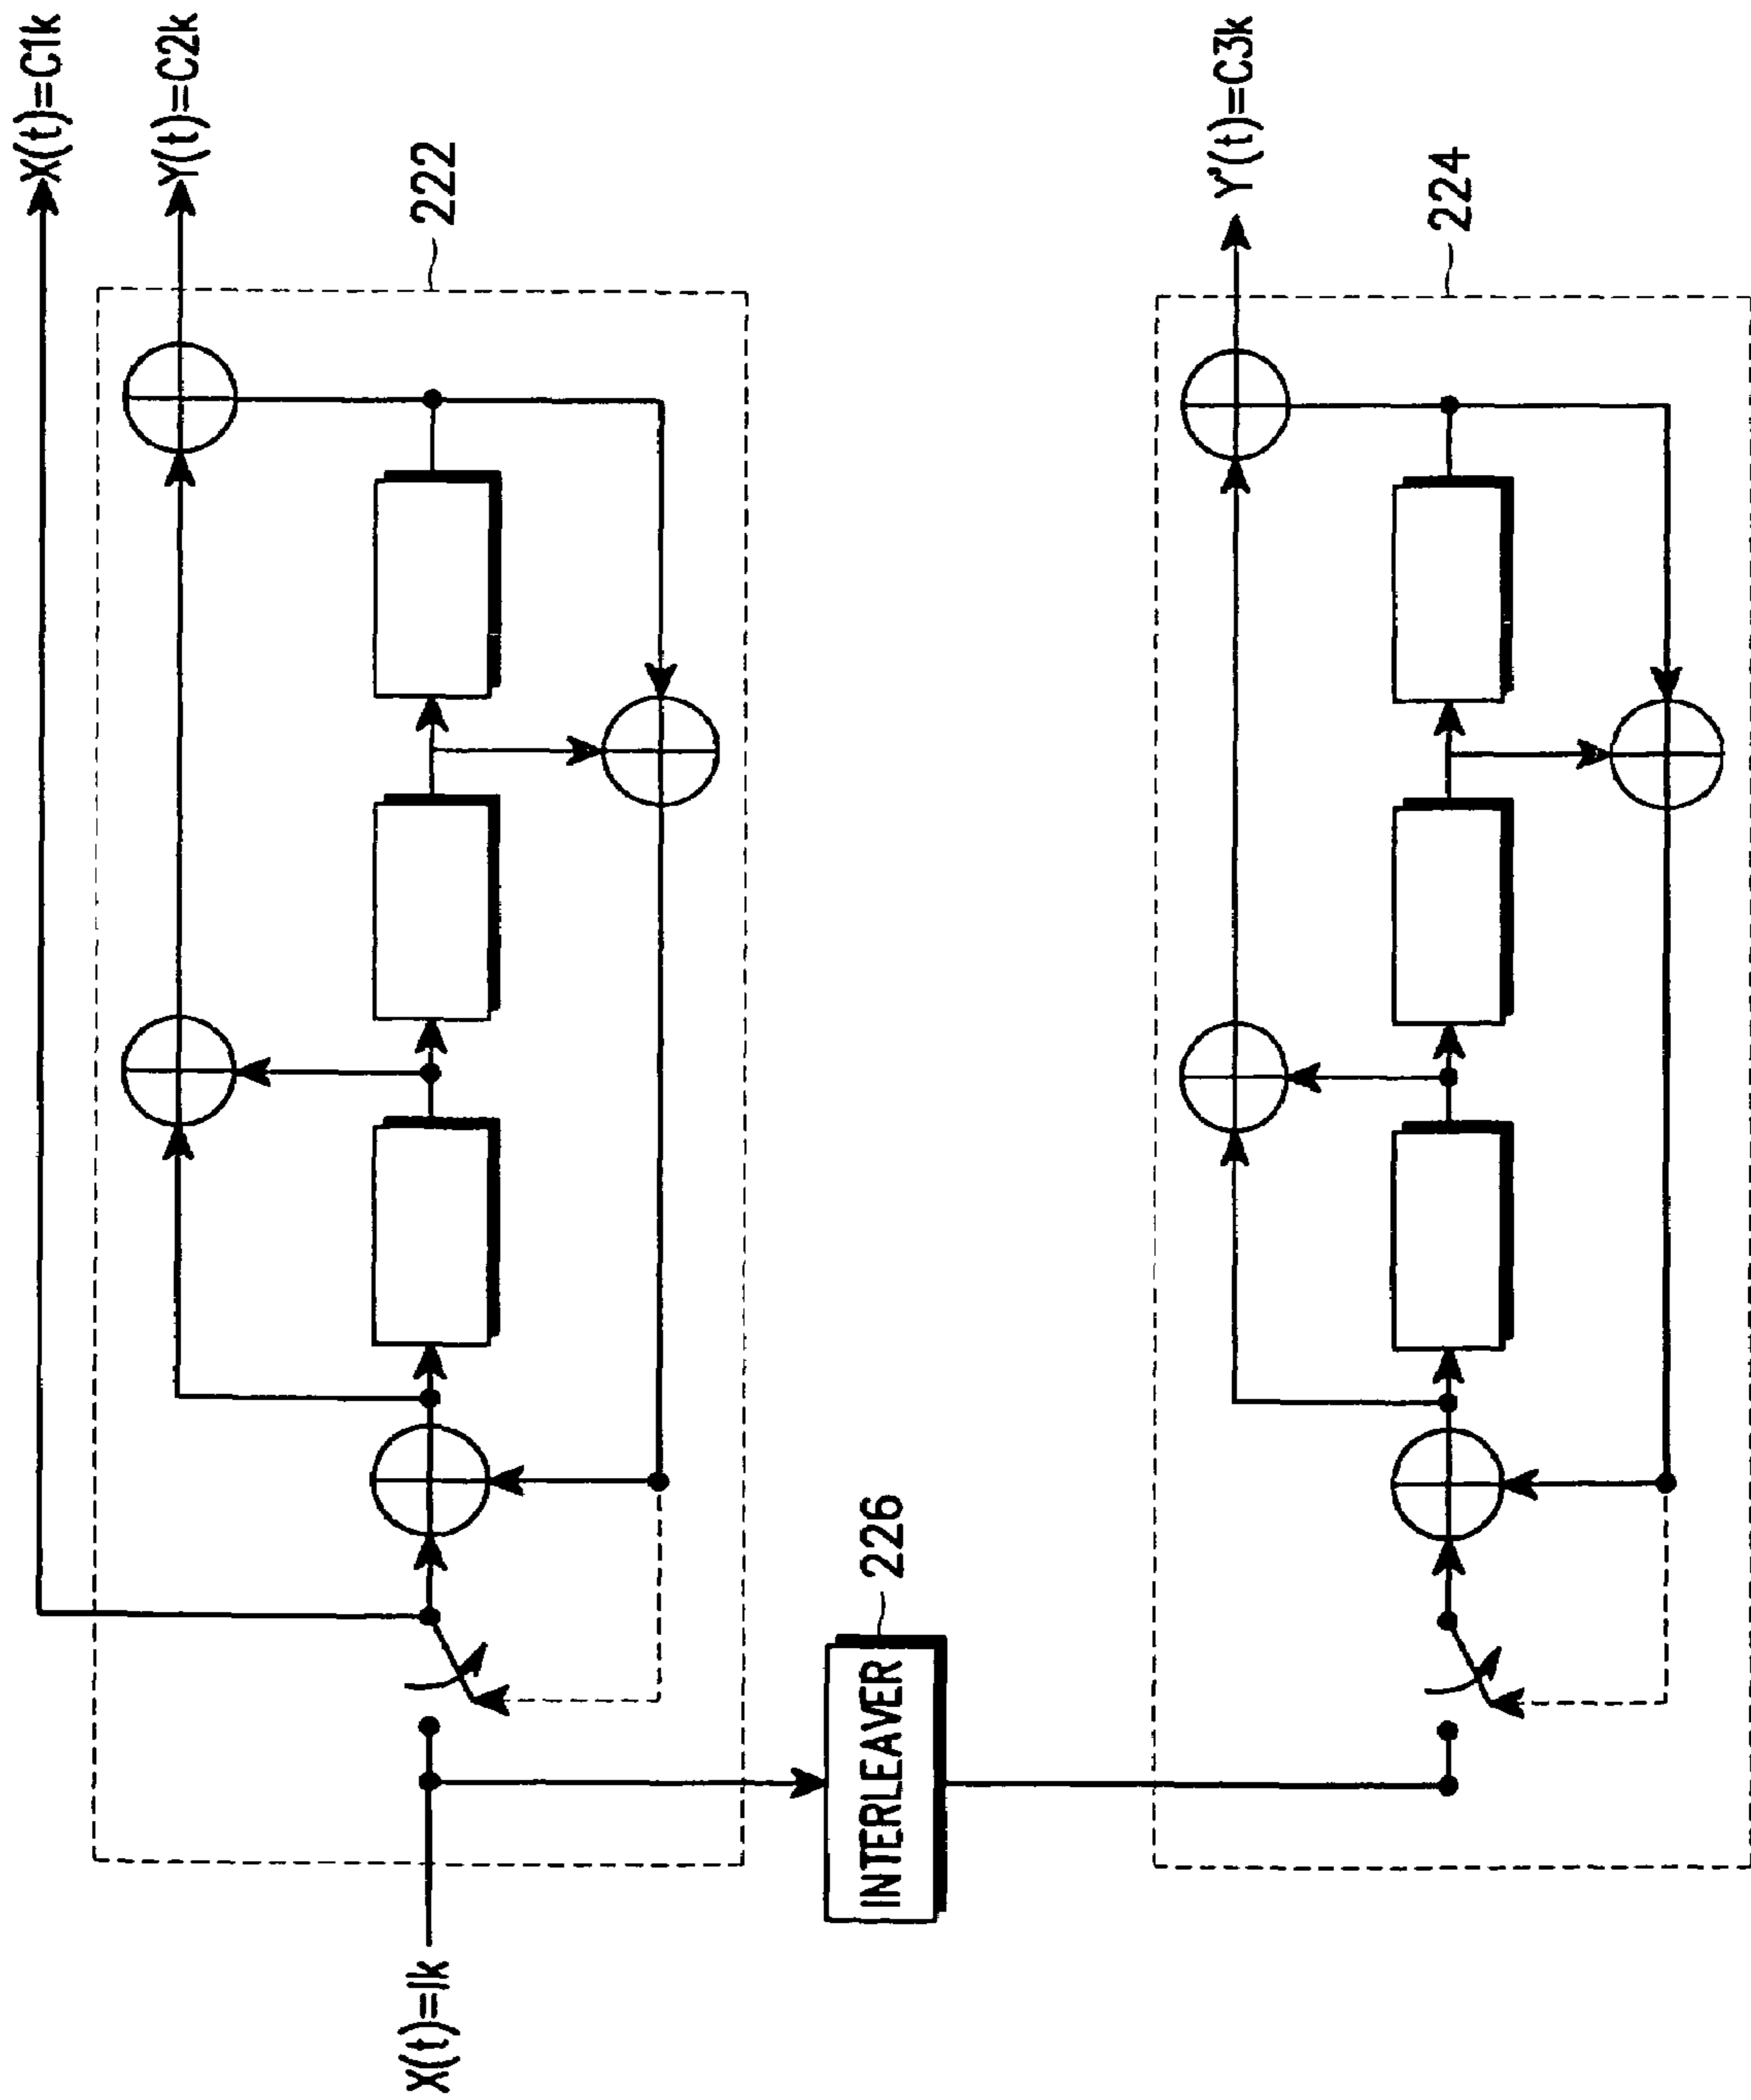 X(t)=C1k
Y(t)=C2k
222
X(t)=Ik
INTERLEAVER
226
Y'(t)=C3k
224